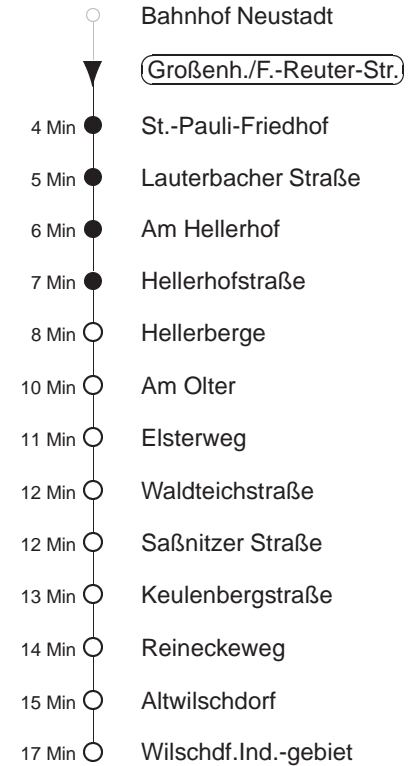 Bahnhof Neustadt
Großenh./F.-Reuter-Str.
4 Min St.-Pauli-Friedhof
5 Min Lauterbacher Straße
6 Min Am Hellerhof
7 Min Hellerhofstraße
8 Min Hellerberge
10 Min Am Olter
11 Min Elsterweg
12 Min Waldteichstraße
12 Min Saßnitzer Straße
13 Min Keulenbergstraße
14 Min Reineckeweg
15 Min Altwilschdorf
17 Min Wilschdf.Ind.-gebiet